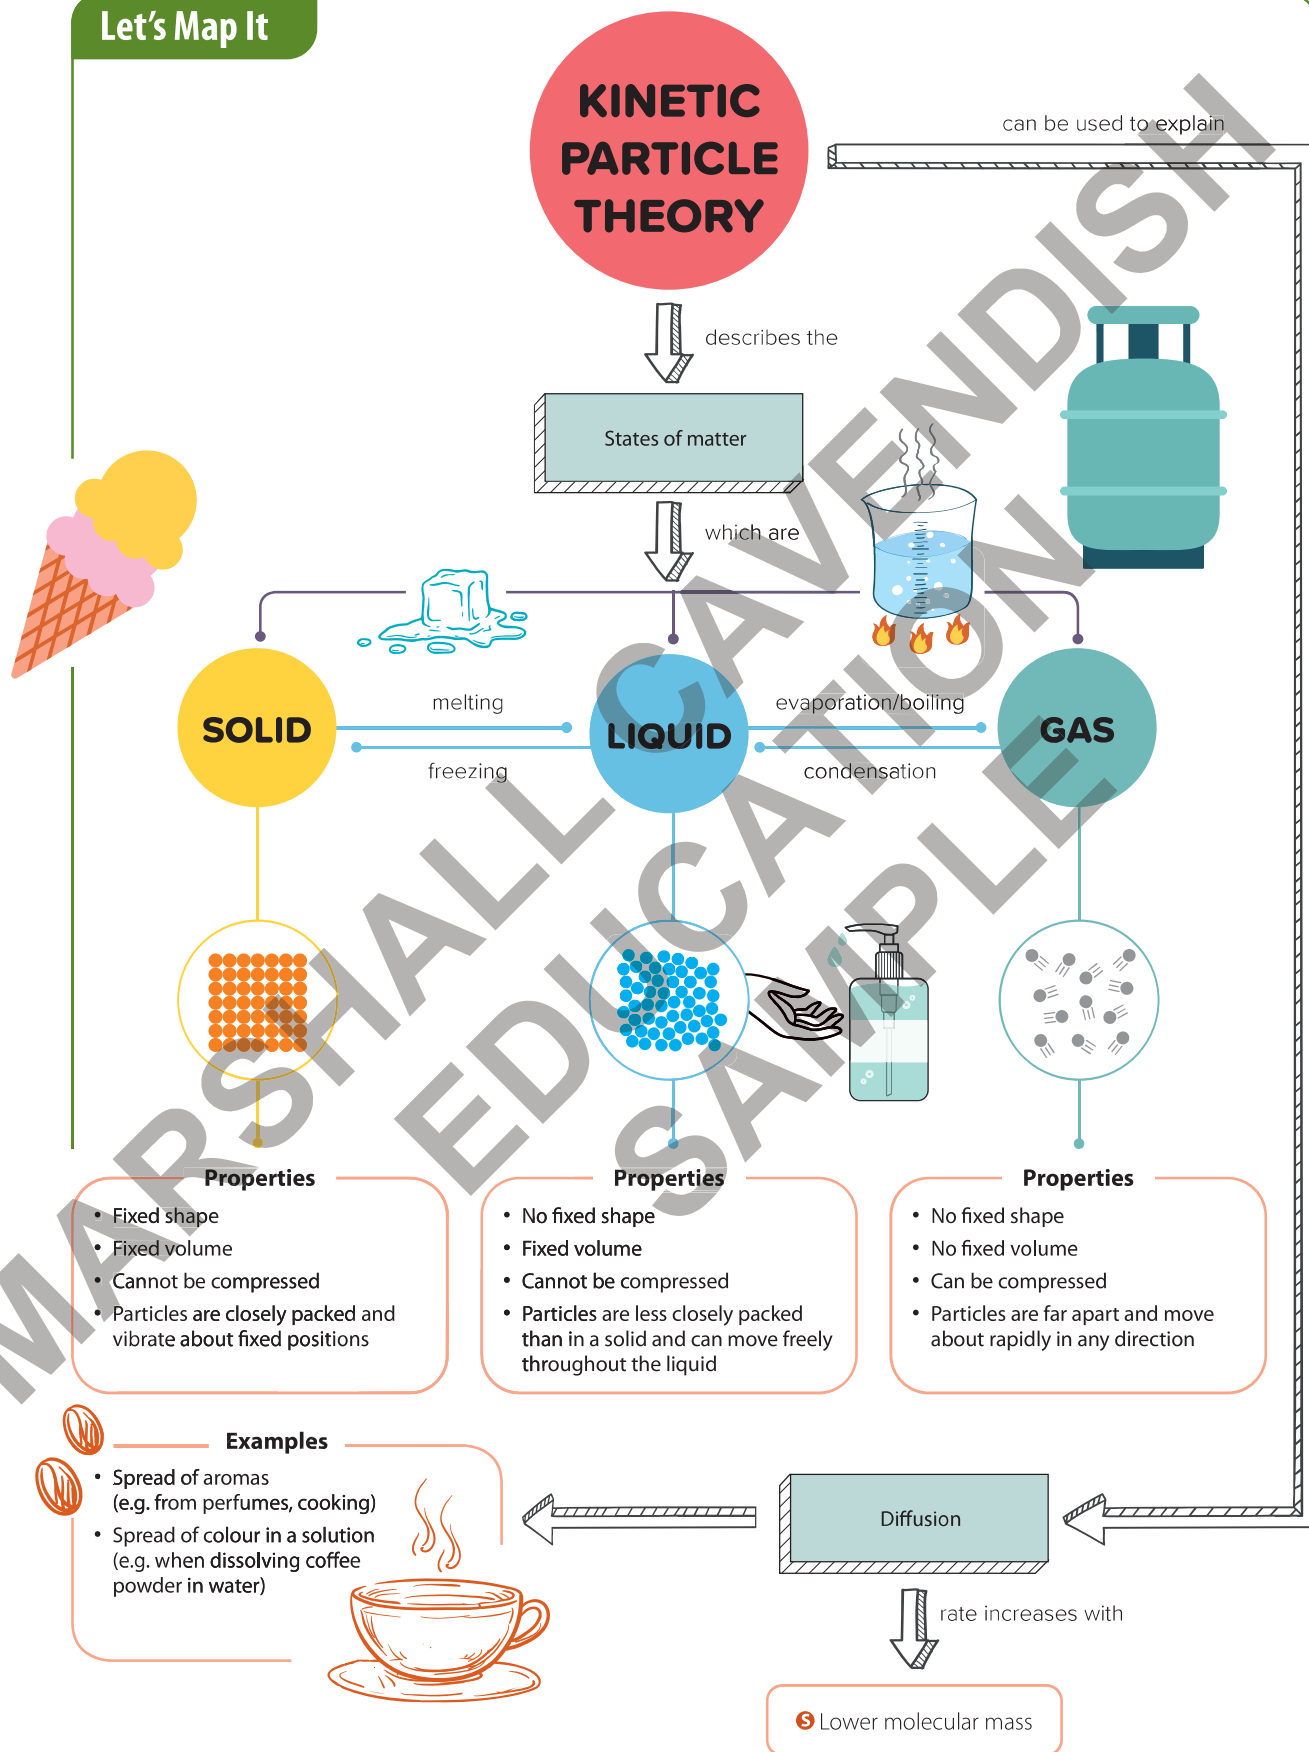 Let's Map It
KINETIC
PARTICLE
THEORY
can be used to explain
describes the
States of matter
which are
SOLID
melting
freezing
LIQUID
evaporation/boiling
condensation
GAS
Properties
• Fixed shape
• Fixed volume
• Cannot be compressed
• Particles are closely packed and
vibrate about fixed positions
Properties
• No fixed shape
• Fixed volume
• Cannot be compressed
• Particles are less closely packed
than in a solid and can move freely
throughout the liquid
Properties
• No fixed shape
• No fixed volume
• Can be compressed
• Particles are far apart and move
about rapidly in any direction
Examples
• Spread of aromas
(e.g. from perfumes, cooking)
• Spread of colour in a solution
(e.g. when dissolving coffee
powder in water)
Diffusion
rate increases with
S Lower molecular mass
MARSHALL CAVENDISH
EDUCATION
SAMPLE